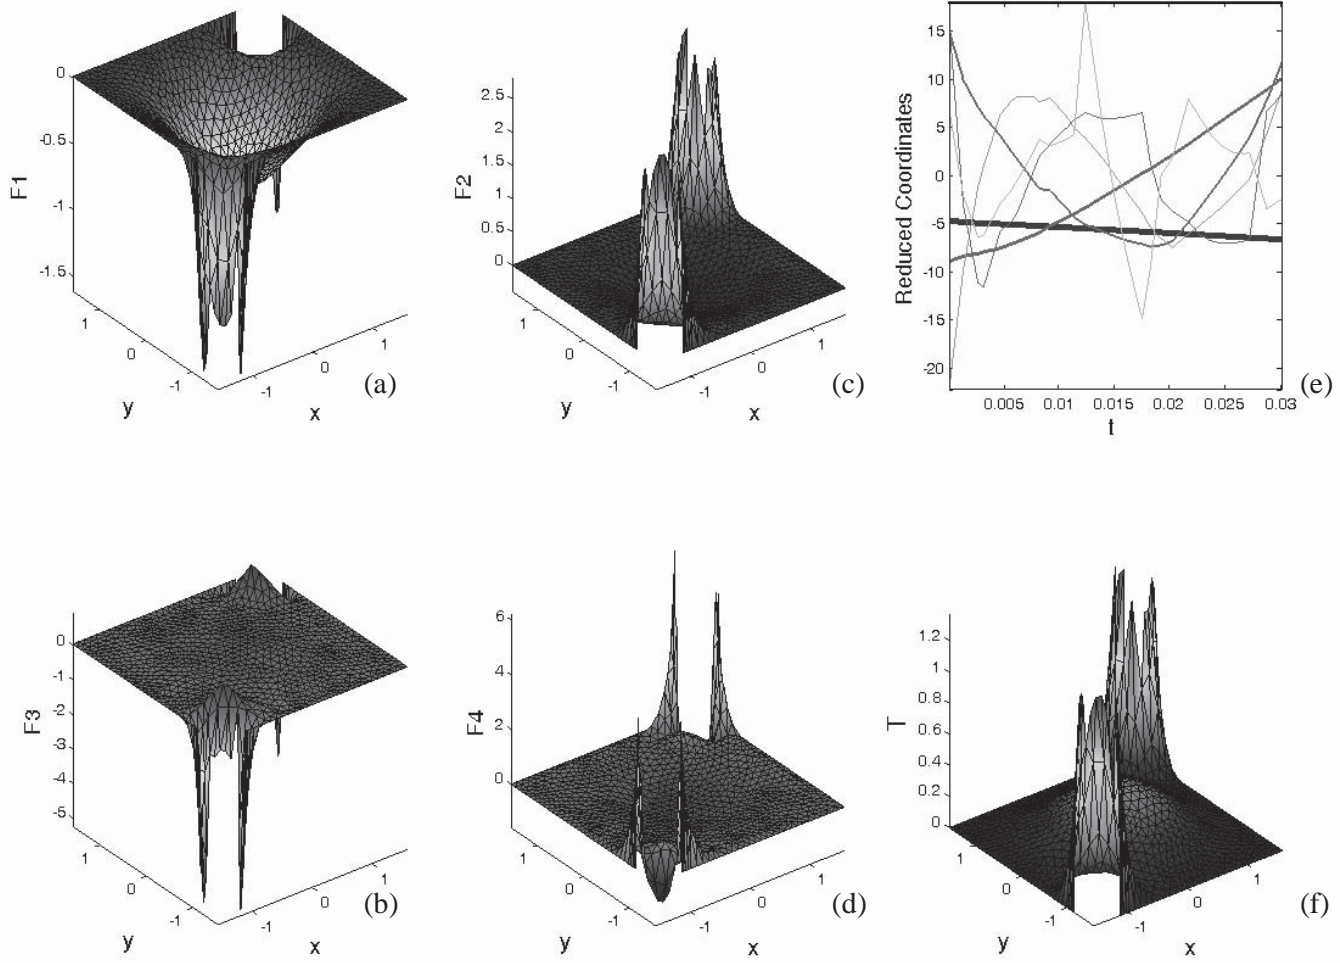 0
-0.5
-1
-1.5
F1
1
0
-1
y
-1
0
1
x
(a)
2.5
2
1.5
1
0.5
0
F2
1
0
-1
y
-1
0
1
x
(c)
15
10
5
0
-5
-10
-15
-20
Reduced Coordinates
0.005 0.01 0.015 0.02 0.025 0.03
t
(e)
0
-1
-2
-3
-4
-5
F3
1
0
-1
y
-1
0
1
x
(b)
6
4
2
0
F4
1
0
-1
y
-1
0
1
x
(d)
1.2
1
0.8
0.6
0.4
0.2
0
T
1
0
-1
y
-1
0
1
x
(f)